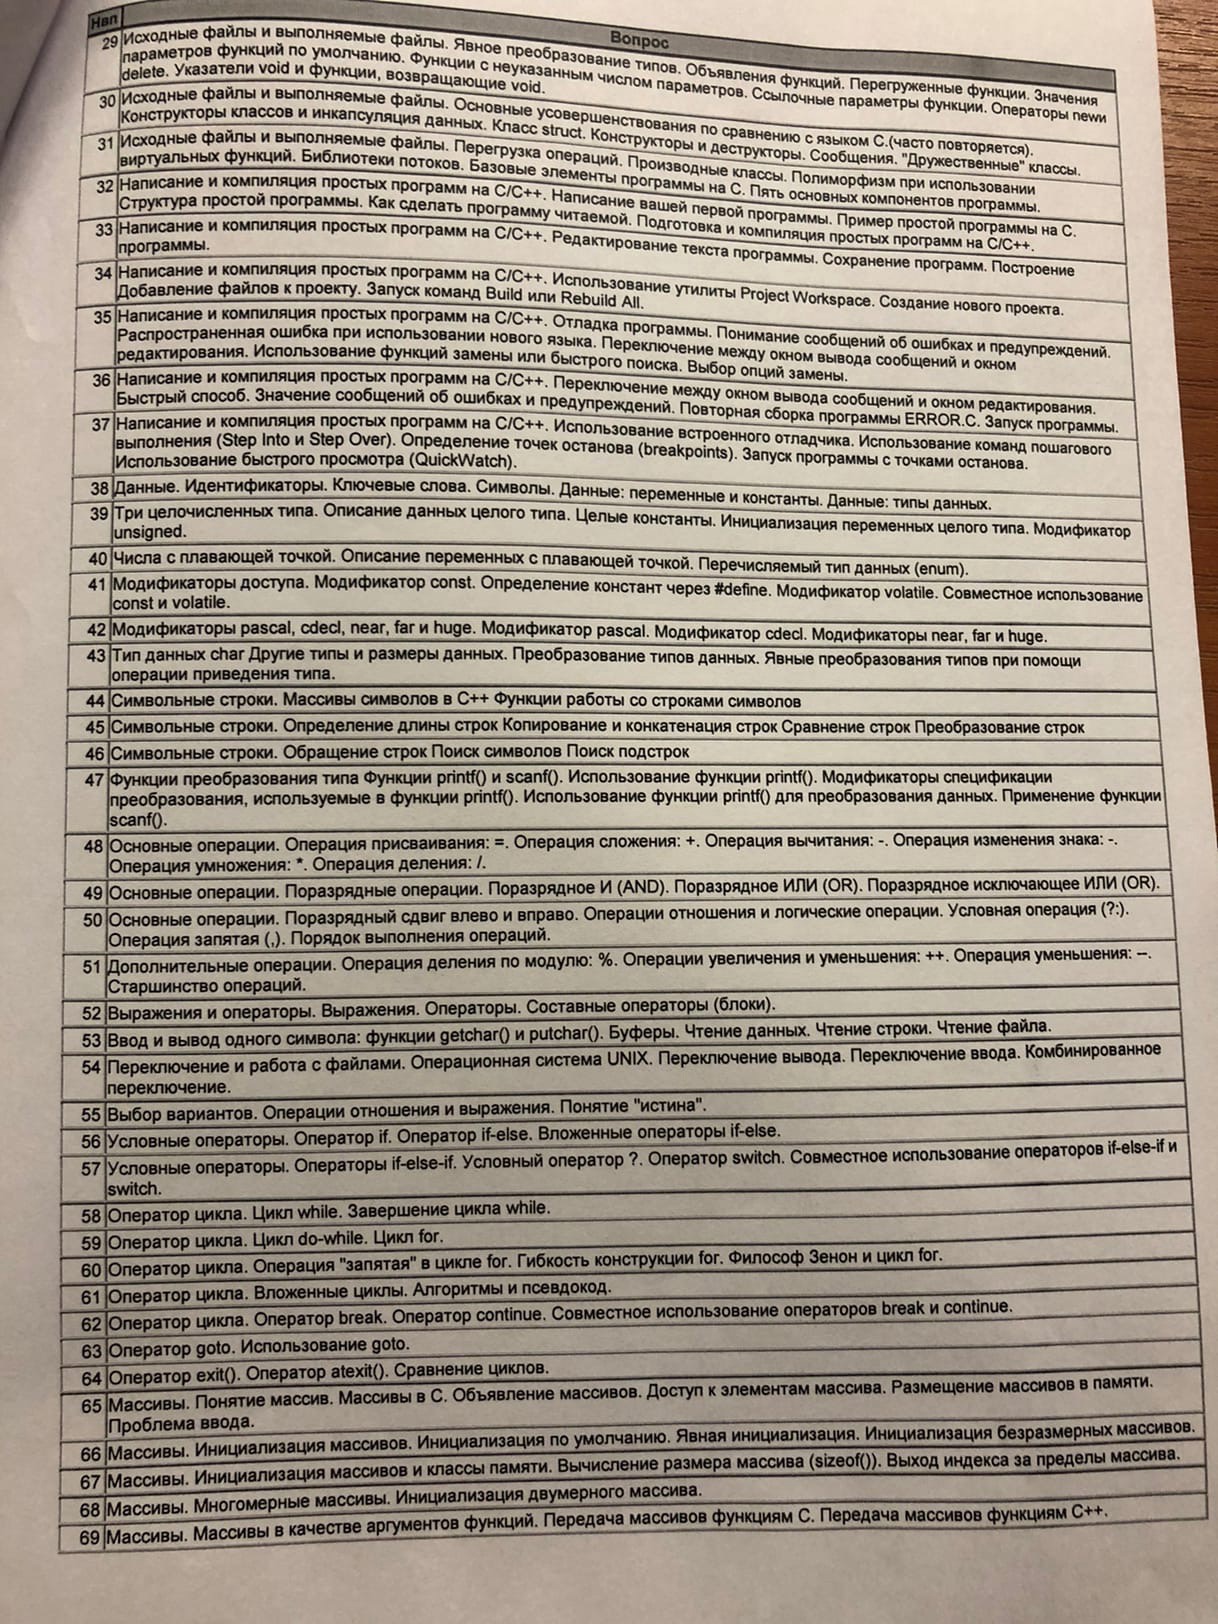 Нвп Вопрос
29 Исходные файлы и выполняемые файлы. Явное преобразование типов. Объявления функций. Перегруженные функции. Значения
параметров функций по умолчанию. Функции с неуказанным числом параметров. Ссылочные параметры функции. Операторы newи
delete. Указатели void и функции, возвращающие void.
30 Исходные файлы и выполняемые файлы. Основные усовершенствования по сравнению с языком С.(часто повторяется).
Конструкторы классов и инкапсуляция данных. Класс struct. Конструкторы и деструкторы. Сообщения. "Дружественные" классы.
31 Исходные файлы и выполняемые файлы. Перегрузка операций. Производные классы. Полиморфизм при использовании
виртуальных функций. Библиотеки потоков. Базовые элементы программы на С. Пять основных компонентов программы.
32 Написание и компиляция простых программ на С/С++. Написание вашей первой программы. Пример простой программы на С.
Структура простой программы. Как сделать программу читаемой. Подготовка и компиляция простых программ на С/С++.
33 Написание и компиляция простых программ на С/С++. Редактирование текста программы. Сохранение программ. Построение
программы.
34 Написание и компиляция простых программ на С/С++. Использование утилиты Project Workspace. Создание нового проекта.
Добавление файлов к проекту. Запуск команд Build или Rebuild All.
35 Написание и компиляция простых программ на С/С++. Отладка программы. Понимание сообщений об ошибках и предупреждений.
Распространенная ошибка при использовании нового языка. Переключение между окном вывода сообщений и окном
редактирования. Использование функций замены или быстрого поиска. Выбор опций замены.
36 Написание и компиляция простых программ на С/С++. Переключение между окном вывода сообщений и окном редактирования.
Быстрый способ. Значение сообщений об ошибках и предупреждений. Повторная сборка программы ERROR.C. Запуск программы.
37 Написание и компиляция простых программ на С/С++. Использование встроенного отладчика. Использование команд пошагового
выполнения (Step Into и Step Over). Определение точек останова (breakpoints). Запуск программы с точками останова.
Использование быстрого просмотра (QuickWatch).
38 Данные. Идентификаторы. Ключевые слова. Символы. Данные: переменные и константы. Данные: типы данных.
39 Три целочисленных типа. Описание данных целого типа. Целые константы. Инициализация переменных целого типа. Модификатор
unsigned.
40 Числа с плавающей точкой. Описание переменных с плавающей точкой. Перечисляемый тип данных (enum).
41 Модификаторы доступа. Модификатор const. Определение констант через #define. Модификатор volatile. Совместное использование
const и volatile.
42 Модификаторы pascal, cdecl, near, far и huge. Модификатор pascal. Модификатор cdecl. Модификаторы near, far и huge.
43 Тип данных char Другие типы и размеры данных. Преобразование типов данных. Явные преобразования типов при помощи
операции приведения типа.
44 Символьные строки. Массивы символов в С++ Функции работы со строками символов
45 Символьные строки. Определение длины строк Копирование и конкатенация строк Сравнение строк Преобразование строк
46 Символьные строки. Обращение строк Поиск символов Поиск подстрок
47 Функции преобразования типа Функции printf() и scanf(). Использование функции printf(). Модификаторы спецификации
преобразования, используемые в функции printf(). Использование функции printf() для преобразования данных. Применение функции
scanf().
48 Основные операции. Операция присваивания: =. Операция сложения: +. Операция вычитания: -. Операция изменения знака: -.
Операция умножения: *. Операция деления: /.
49 Основные операции. Поразрядные операции. Поразрядное И (AND). Поразрядное ИЛИ (OR). Поразрядное исключающее ИЛИ (OR).
50 Основные операции. Поразрядный сдвиг влево и вправо. Операции отношения и логические операции. Условная операция (?:).
Операция запятая (,). Порядок выполнения операций.
51 Дополнительные операции. Операция деления по модулю: %. Операции увеличения и уменьшения: ++. Операция уменьшения: --.
Старшинство операций.
52 Выражения и операторы. Выражения. Операторы. Составные операторы (блоки).
53 Ввод и вывод одного символа: функции getchar() и putchar(). Буферы. Чтение данных. Чтение строки. Чтение файла.
54 Переключение и работа с файлами. Операционная система UNIX. Переключение вывода. Переключение ввода. Комбинированное
переключение.
55 Выбор вариантов. Операции отношения и выражения. Понятие "истина".
56 Условные операторы. Оператор if. Оператор if-else. Вложенные операторы if-else.
57 Условные операторы. Операторы if-else-if. Условный оператор ?. Оператор switch. Совместное использование операторов if-else-if и
switch.
58 Оператор цикла. Цикл while. Завершение цикла while.
59 Оператор цикла. Цикл do-while. Цикл for.
60 Оператор цикла. Операция "запятая" в цикле for. Гибкость конструкции for. Философ Зенон и цикл for.
61 Оператор цикла. Вложенные циклы. Алгоритмы и псевдокод.
62 Оператор цикла. Оператор break. Оператор continue. Совместное использование операторов break и continue.
63 Оператор goto. Использование goto.
64 Оператор exit(). Оператор atexit(). Сравнение циклов.
65 Массивы. Понятие массив. Массивы в С. Объявление массивов. Доступ к элементам массива. Размещение массивов в памяти.
Проблема ввода.
66 Массивы. Инициализация массивов. Инициализация по умолчанию. Явная инициализация. Инициализация безразмерных массивов.
67 Массивы. Инициализация массивов и классы памяти. Вычисление размера массива (sizeof()). Выход индекса за пределы массива.
68 Массивы. Многомерные массивы. Инициализация двумерного массива.
69 Массивы. Массивы в качестве аргументов функций. Передача массивов функциям С. Передача массивов функциям С++.